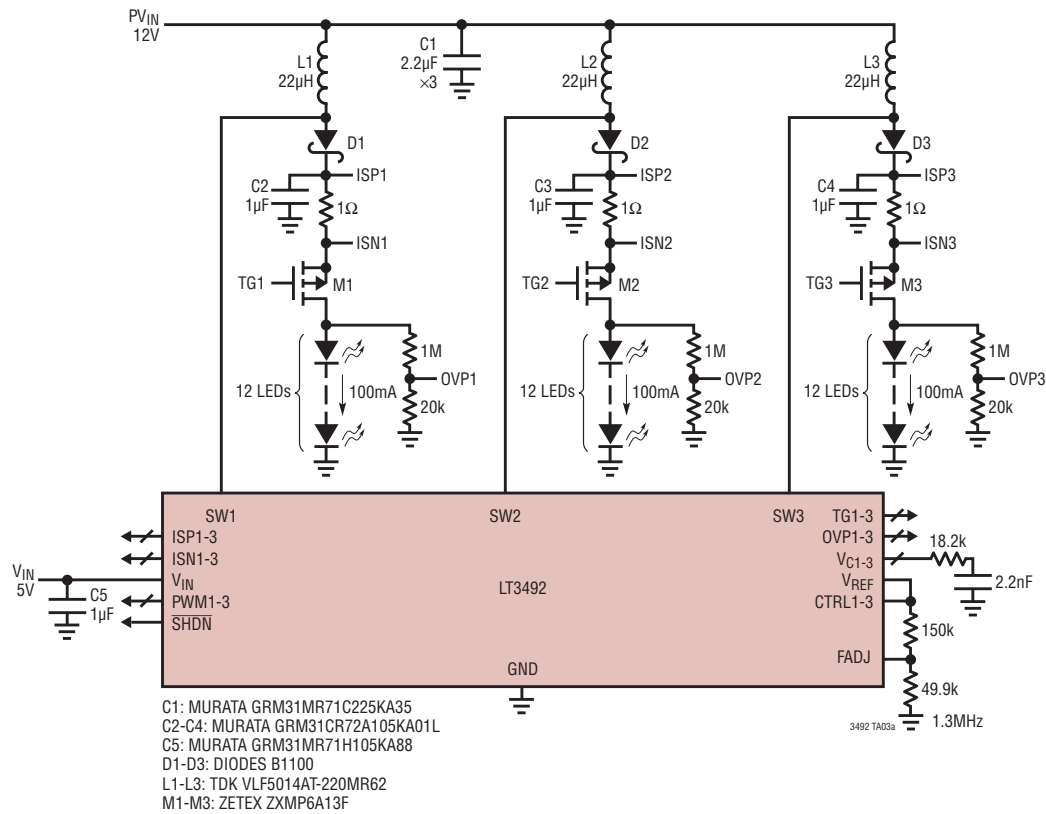 PVIN
12V
C1
2.2µF
×3
L1
22µH
L2
22µH
L3
22µH
D1
D2
D3
ISP1
ISP2
ISP3
C2
1µF
C3
1µF
C4
1µF
1Ω
1Ω
1Ω
ISN1
ISN2
ISN3
TG1
M1
TG2
M2
TG3
M3
1M
1M
1M
12 LEDs
100mA
OVP1
12 LEDs
100mA
OVP2
12 LEDs
100mA
OVP3
20k
20k
20k
SW1
SW2
SW3
TG1-3
ISP1-3
OVP1-3
ISN1-3
VC1-3
18.2k
2.2nF
VIN
5V
VIN
LT3492
VREF
C5
1µF
PWM1-3
CTRL1-3
SHDN
150k
FADJ
GND
49.9k
3492 TA03a
1.3MHz
C1: MURATA GRM31MR71C225KA35
C2-C4: MURATA GRM31CR72A105KA01L
C5: MURATA GRM31MR71H105KA88
D1-D3: DIODES B1100
L1-L3: TDK VLF5014AT-220MR62
M1-M3: ZETEX ZXMP6A13F